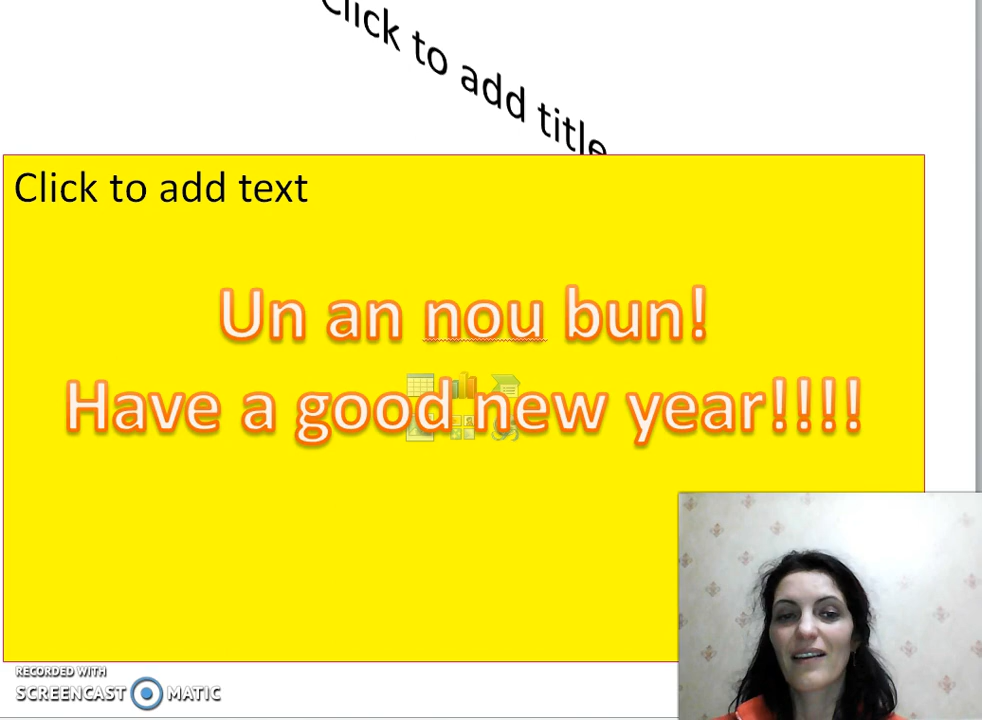 Click to add title
Click to add text
Un an nou bun!
Have a good new year!!!!
RECORDED WITH
SCREENCAST MATIC